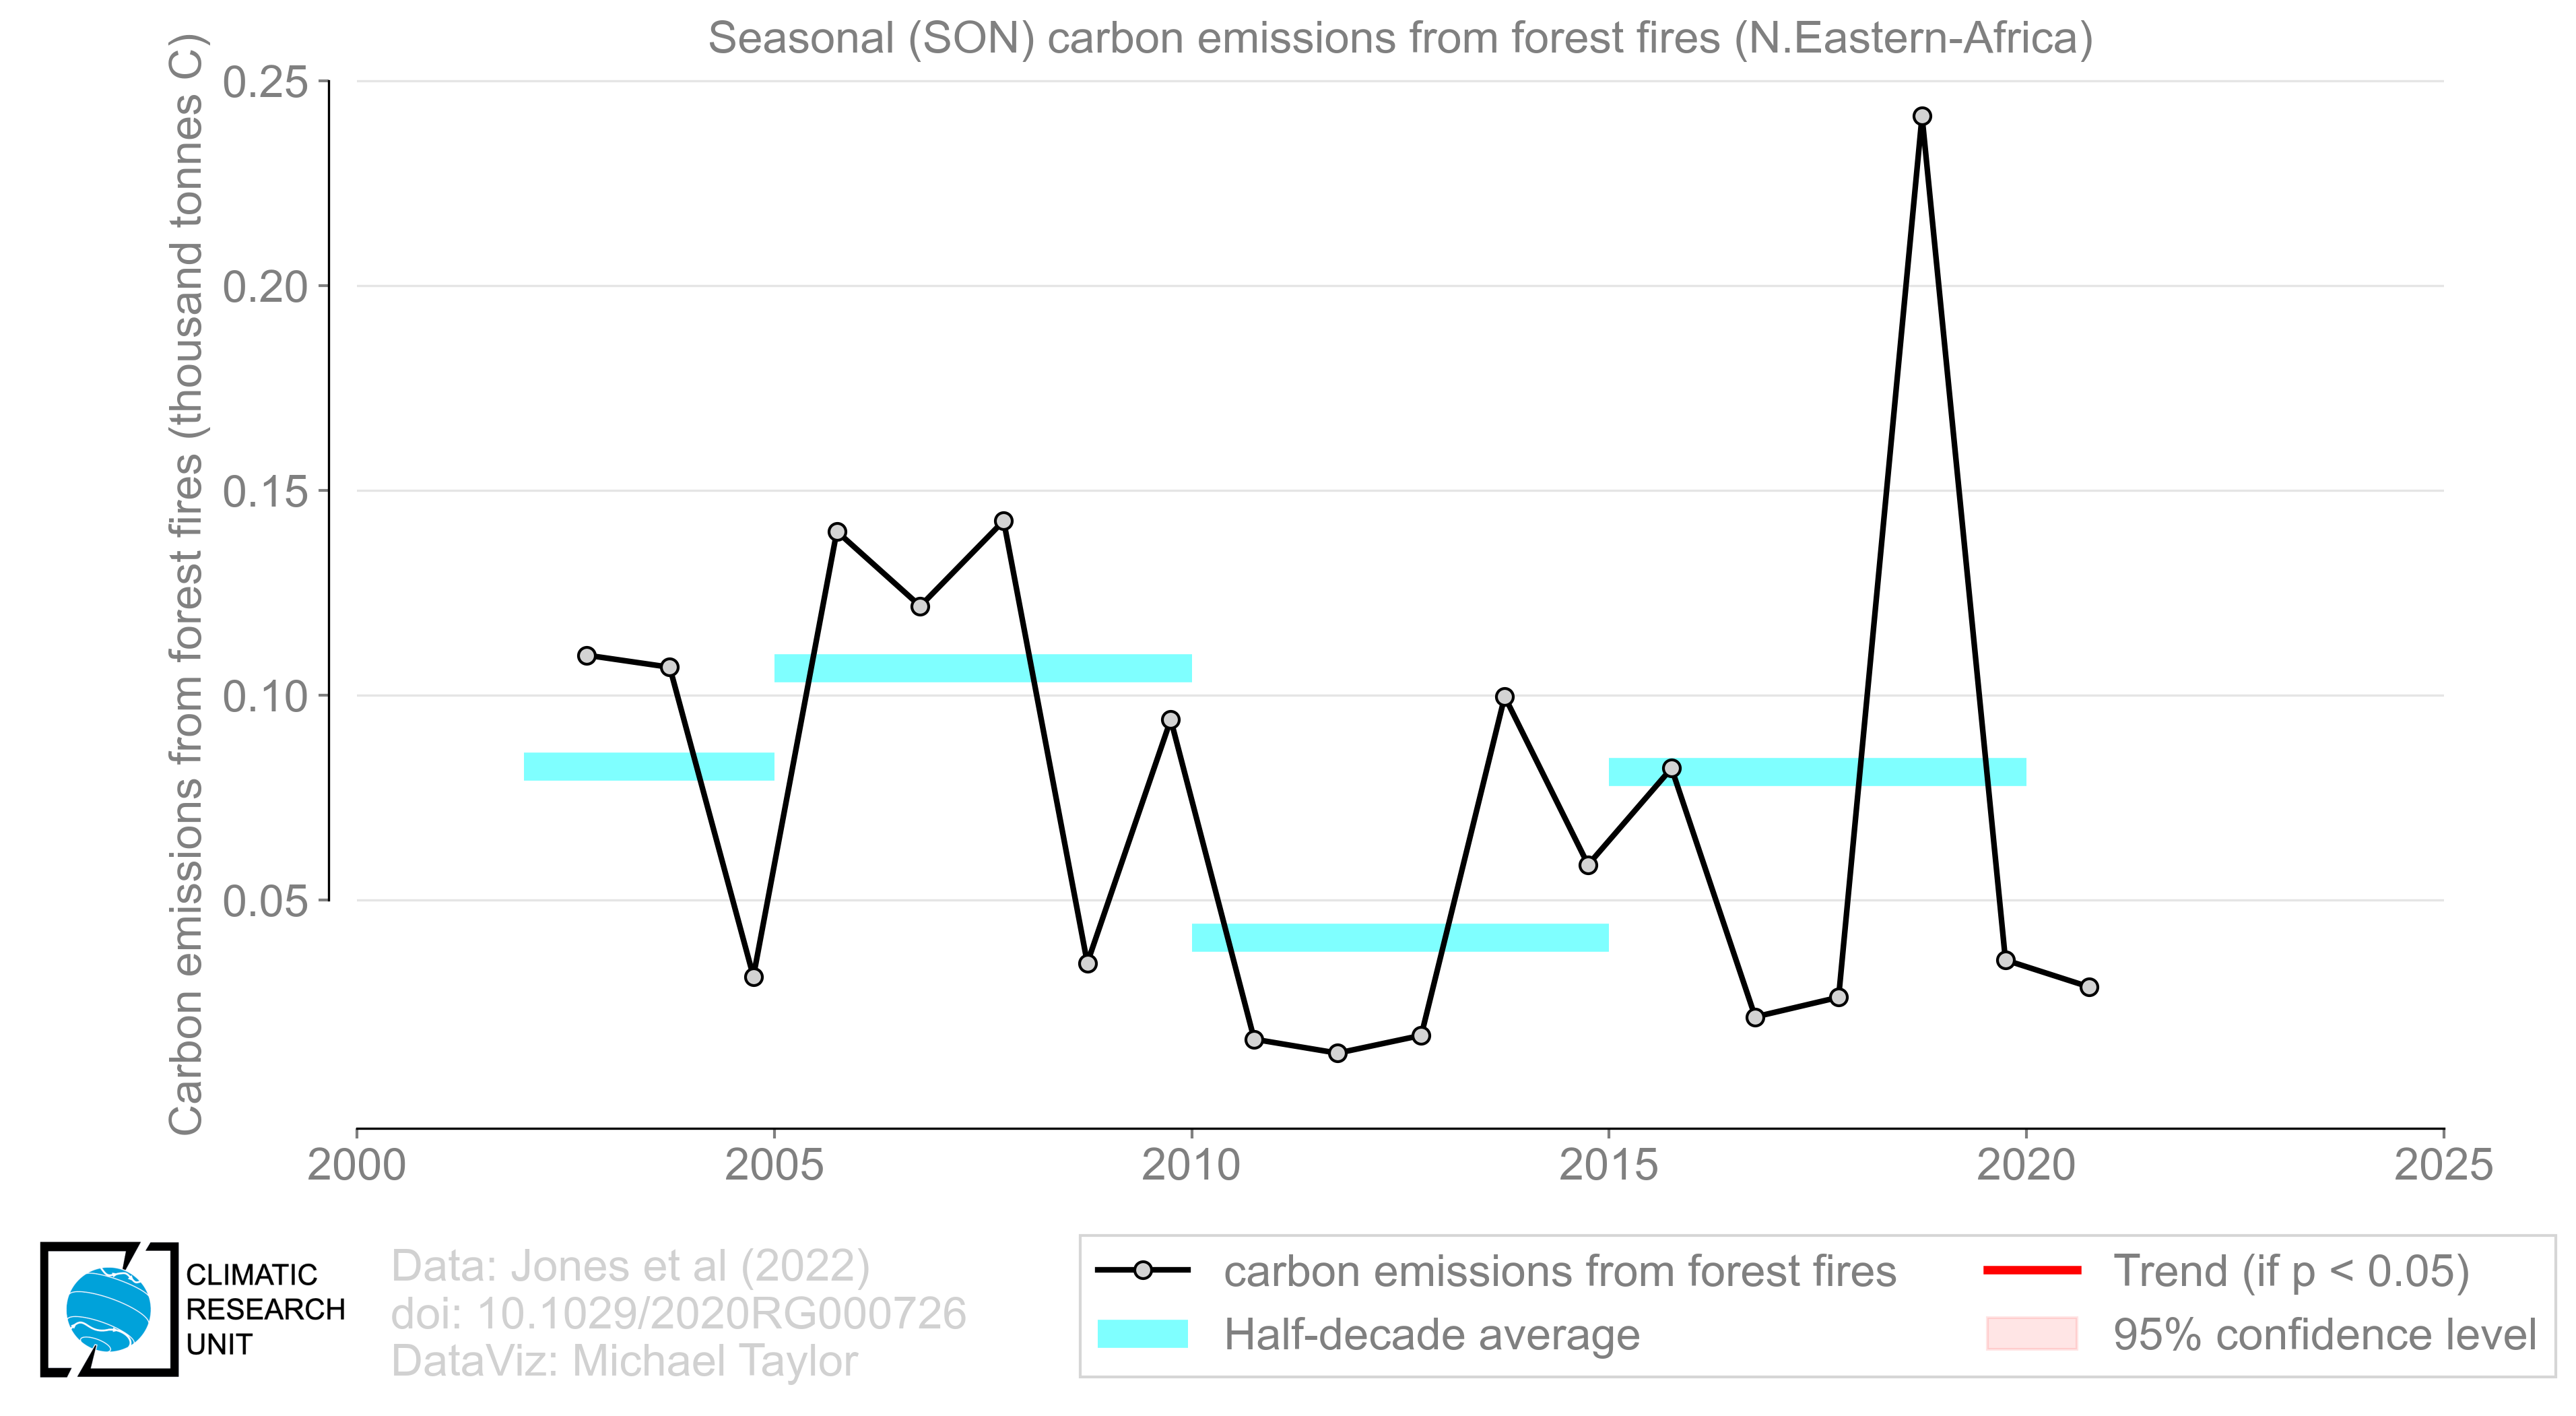 Seasonal (SON) carbon emissions from forest fires (N.Eastern-Africa)
Carbon emissions from forest fires (thousand tonnes C)
0.25
0.20
0.15
0.10
0.05
2000 2005 2010 2015 2020 2025
CLIMATIC
RESEARCH
UNIT
Data: Jones et al (2022)
doi: 10.1029/2020RG000726
DataViz: Michael Taylor
carbon emissions from forest fires
Half-decade average
Trend (if p < 0.05)
95% confidence level